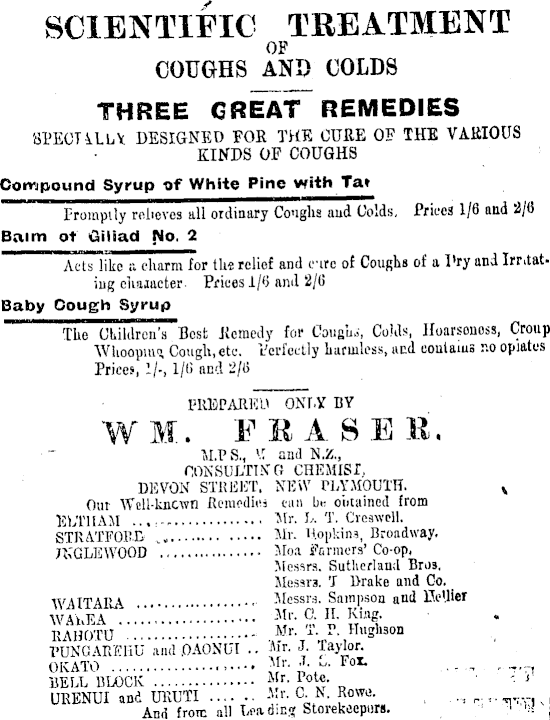 SCIENTIFIC TREATMENT
OF
COUGHS AND COLDS
THREE GREAT REMEDIES
SPECIALLY DESIGNED FOR THE CURE OF THE VARIOUS
KINDS OF COUGHS
Compound Syrup of White Pine with Tar
Promptly relieves all ordinary Coughs and Colds. Prices 1/6 and 2/6
Balm of Giliad No. 2
Acts like a charm for the relief and cure of Coughs of a Dry and Irritat-
ing character. Prices 1/6 and 2/6
Baby Cough Syrup
The Children's Best Remedy for Coughs, Colds, Hoarseness, Croup
Whooping Cough, etc. Perfectly harmless, and contains no opiates
Prices, 1/-, 1/6 and 2/6
PREPARED ONLY BY
WM. FRASER,
M.P.S., V. and N.Z.,
CONSULTING CHEMIST,
DEVON STREET, NEW PLYMOUTH.
Our Well-known Remedies can be obtained from
ELTHAM .................. Mr. L. T. Creswell.
STRATFORD .............. Mr. Hopkins, Broadway.
INGLEWOOD .............. Moa Farmers' Co-op,
Messrs. Sutherland Bros.
Messrs. T Drake and Co.
WAITARA ................. Messrs. Sampson and Hellier
WAREA .................... Mr. C. H. King.
RAHOTU .................. Mr. T. P. Hughson
PUNGAREHU and OAONUI .. Mr. J. Taylor.
OKATO .................. Mr. J. S. Fox.
BELL BLOCK .............. Mr. Pote.
URENUI and URUTI ...... Mr. C. N. Rowe.
And from all Leading Storekeepers.